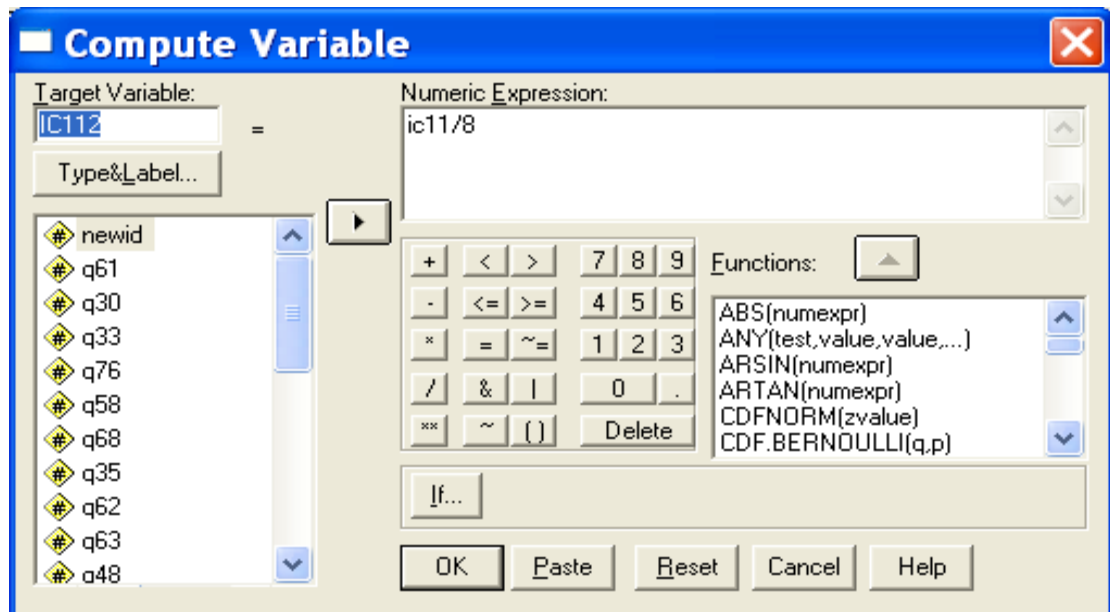 Compute Variable
Target Variable:
IC112
=
Type&Label...
Numeric Expression:
ic11/8
newid
q61
q30
q33
q76
q58
q68
q35
q62
q63
q48
+ < > 7 8 9
- <= >= 4 5 6
* = ~= 1 2 3
/ & | 0 .
** ~ () Delete
Functions:
ABS(numexpr)
ANY(test,value,value,...)
ARSIN(numexpr)
ARTAN(numexpr)
CDFNORM(zvalue)
CDF.BERNOULLI(q,p)
If...
OK Paste Reset Cancel Help